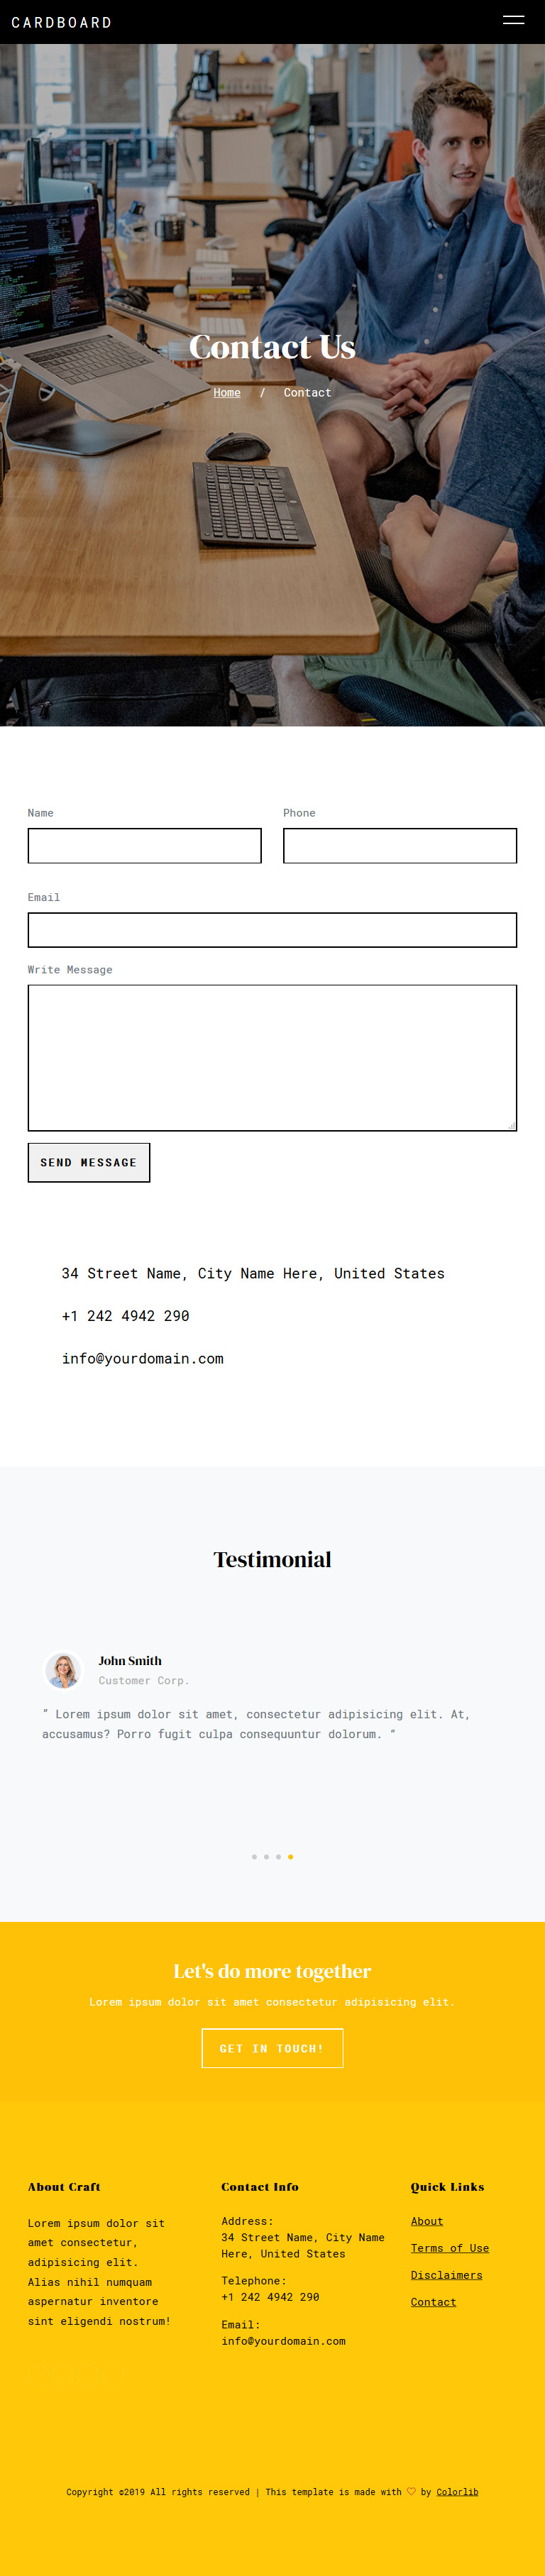 CARDBOARD
Contact Us
Home / Contact
Name
Phone
Email
Write Message
SEND MESSAGE
34 Street Name, City Name Here, United States
+1 242 4942 290
info@yourdomain.com
Testimonial
John Smith
Customer Corp.
” Lorem ipsum dolor sit amet, consectetur adipisicing elit. At,
accusamus? Porro fugit culpa consequuntur dolorum. “
Let's do more together
Lorem ipsum dolor sit amet consectetur adipisicing elit.
GET IN TOUCH!
About Craft
Lorem ipsum dolor sit
amet consectetur,
adipisicing elit.
Alias nihil numquam
aspernatur inventore
sint eligendi nostrum!
Contact Info
Address:
34 Street Name, City Name
Here, United States
Telephone:
+1 242 4942 290
Email:
info@yourdomain.com
Quick Links
About
Terms of Use
Disclaimers
Contact
Copyright ©2019 All rights reserved | This template is made with ♡ by Colorlib